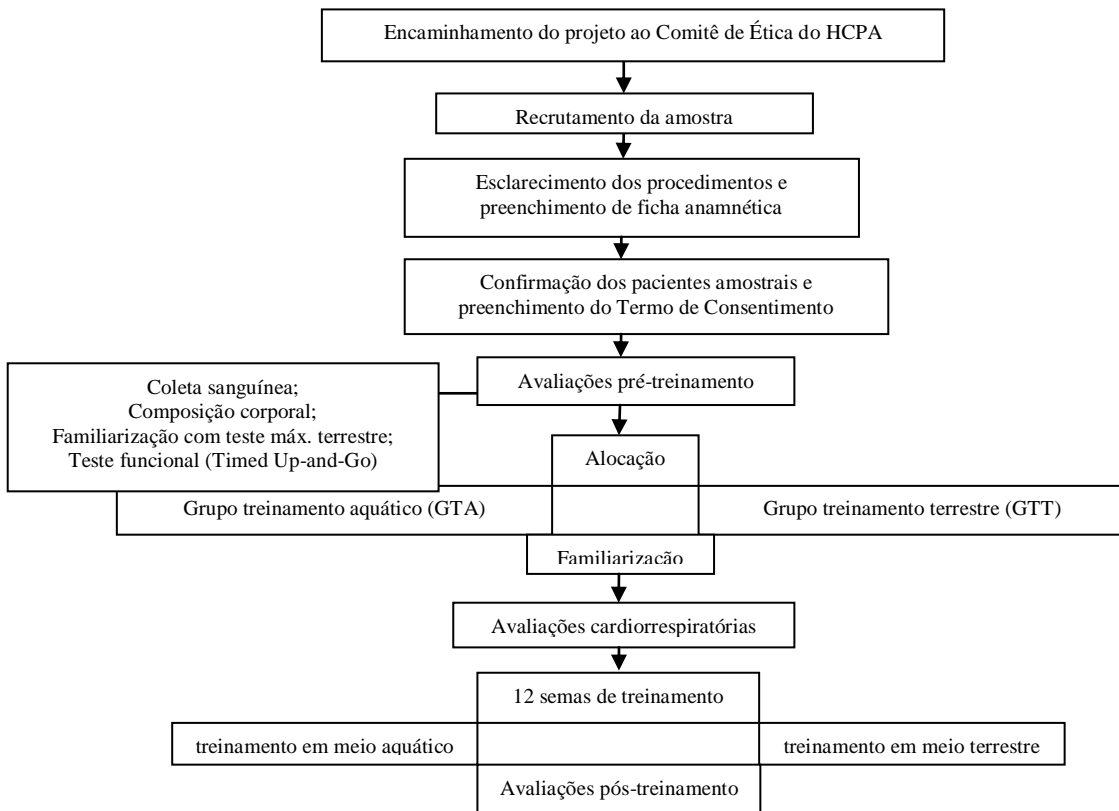 Encaminhamento do projeto ao Comitê de Ética do HCPA
Recrutamento da amostra
Esclarecimento dos procedimentos e
preenchimento de ficha anamnética
Confirmação dos pacientes amostrais e
preenchimento do Termo de Consentimento
Avaliações pré-treinamento
Coleta sanguínea;
Composição corporal;
Familiarização com teste máx. terrestre;
Teste funcional (Timed Up-and-Go)
Alocação
Grupo treinamento aquático (GTA)
Grupo treinamento terrestre (GTT)
Familiarização
Avaliações cardiorrespiratórias
12 semas de treinamento
treinamento em meio aquático
treinamento em meio terrestre
Avaliações pós-treinamento